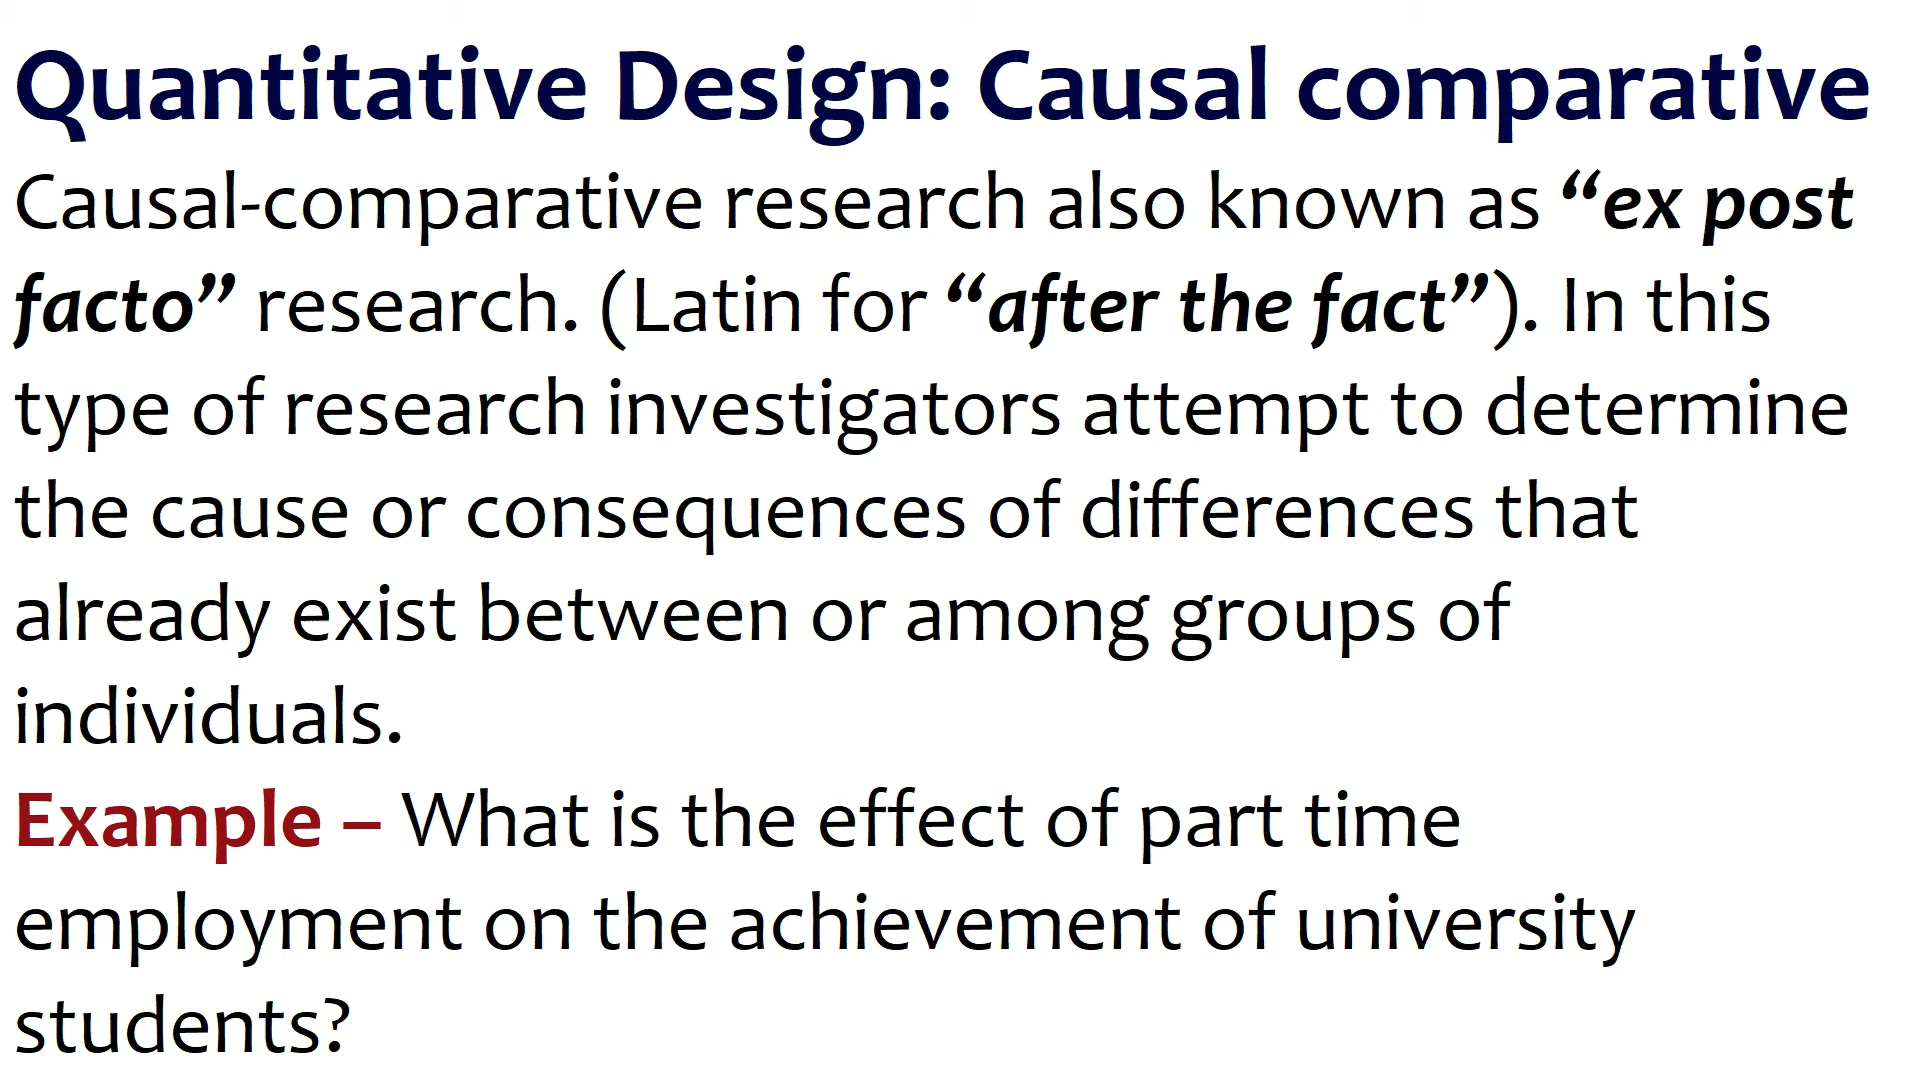 Quantitative Design: Causal comparative
Causal-comparative research also known as “ex post
facto” research. (Latin for “after the fact”). In this
type of research investigators attempt to determine
the cause or consequences of differences that
already exist between or among groups of
individuals.
Example – What is the effect of part time
employment on the achievement of university
students?